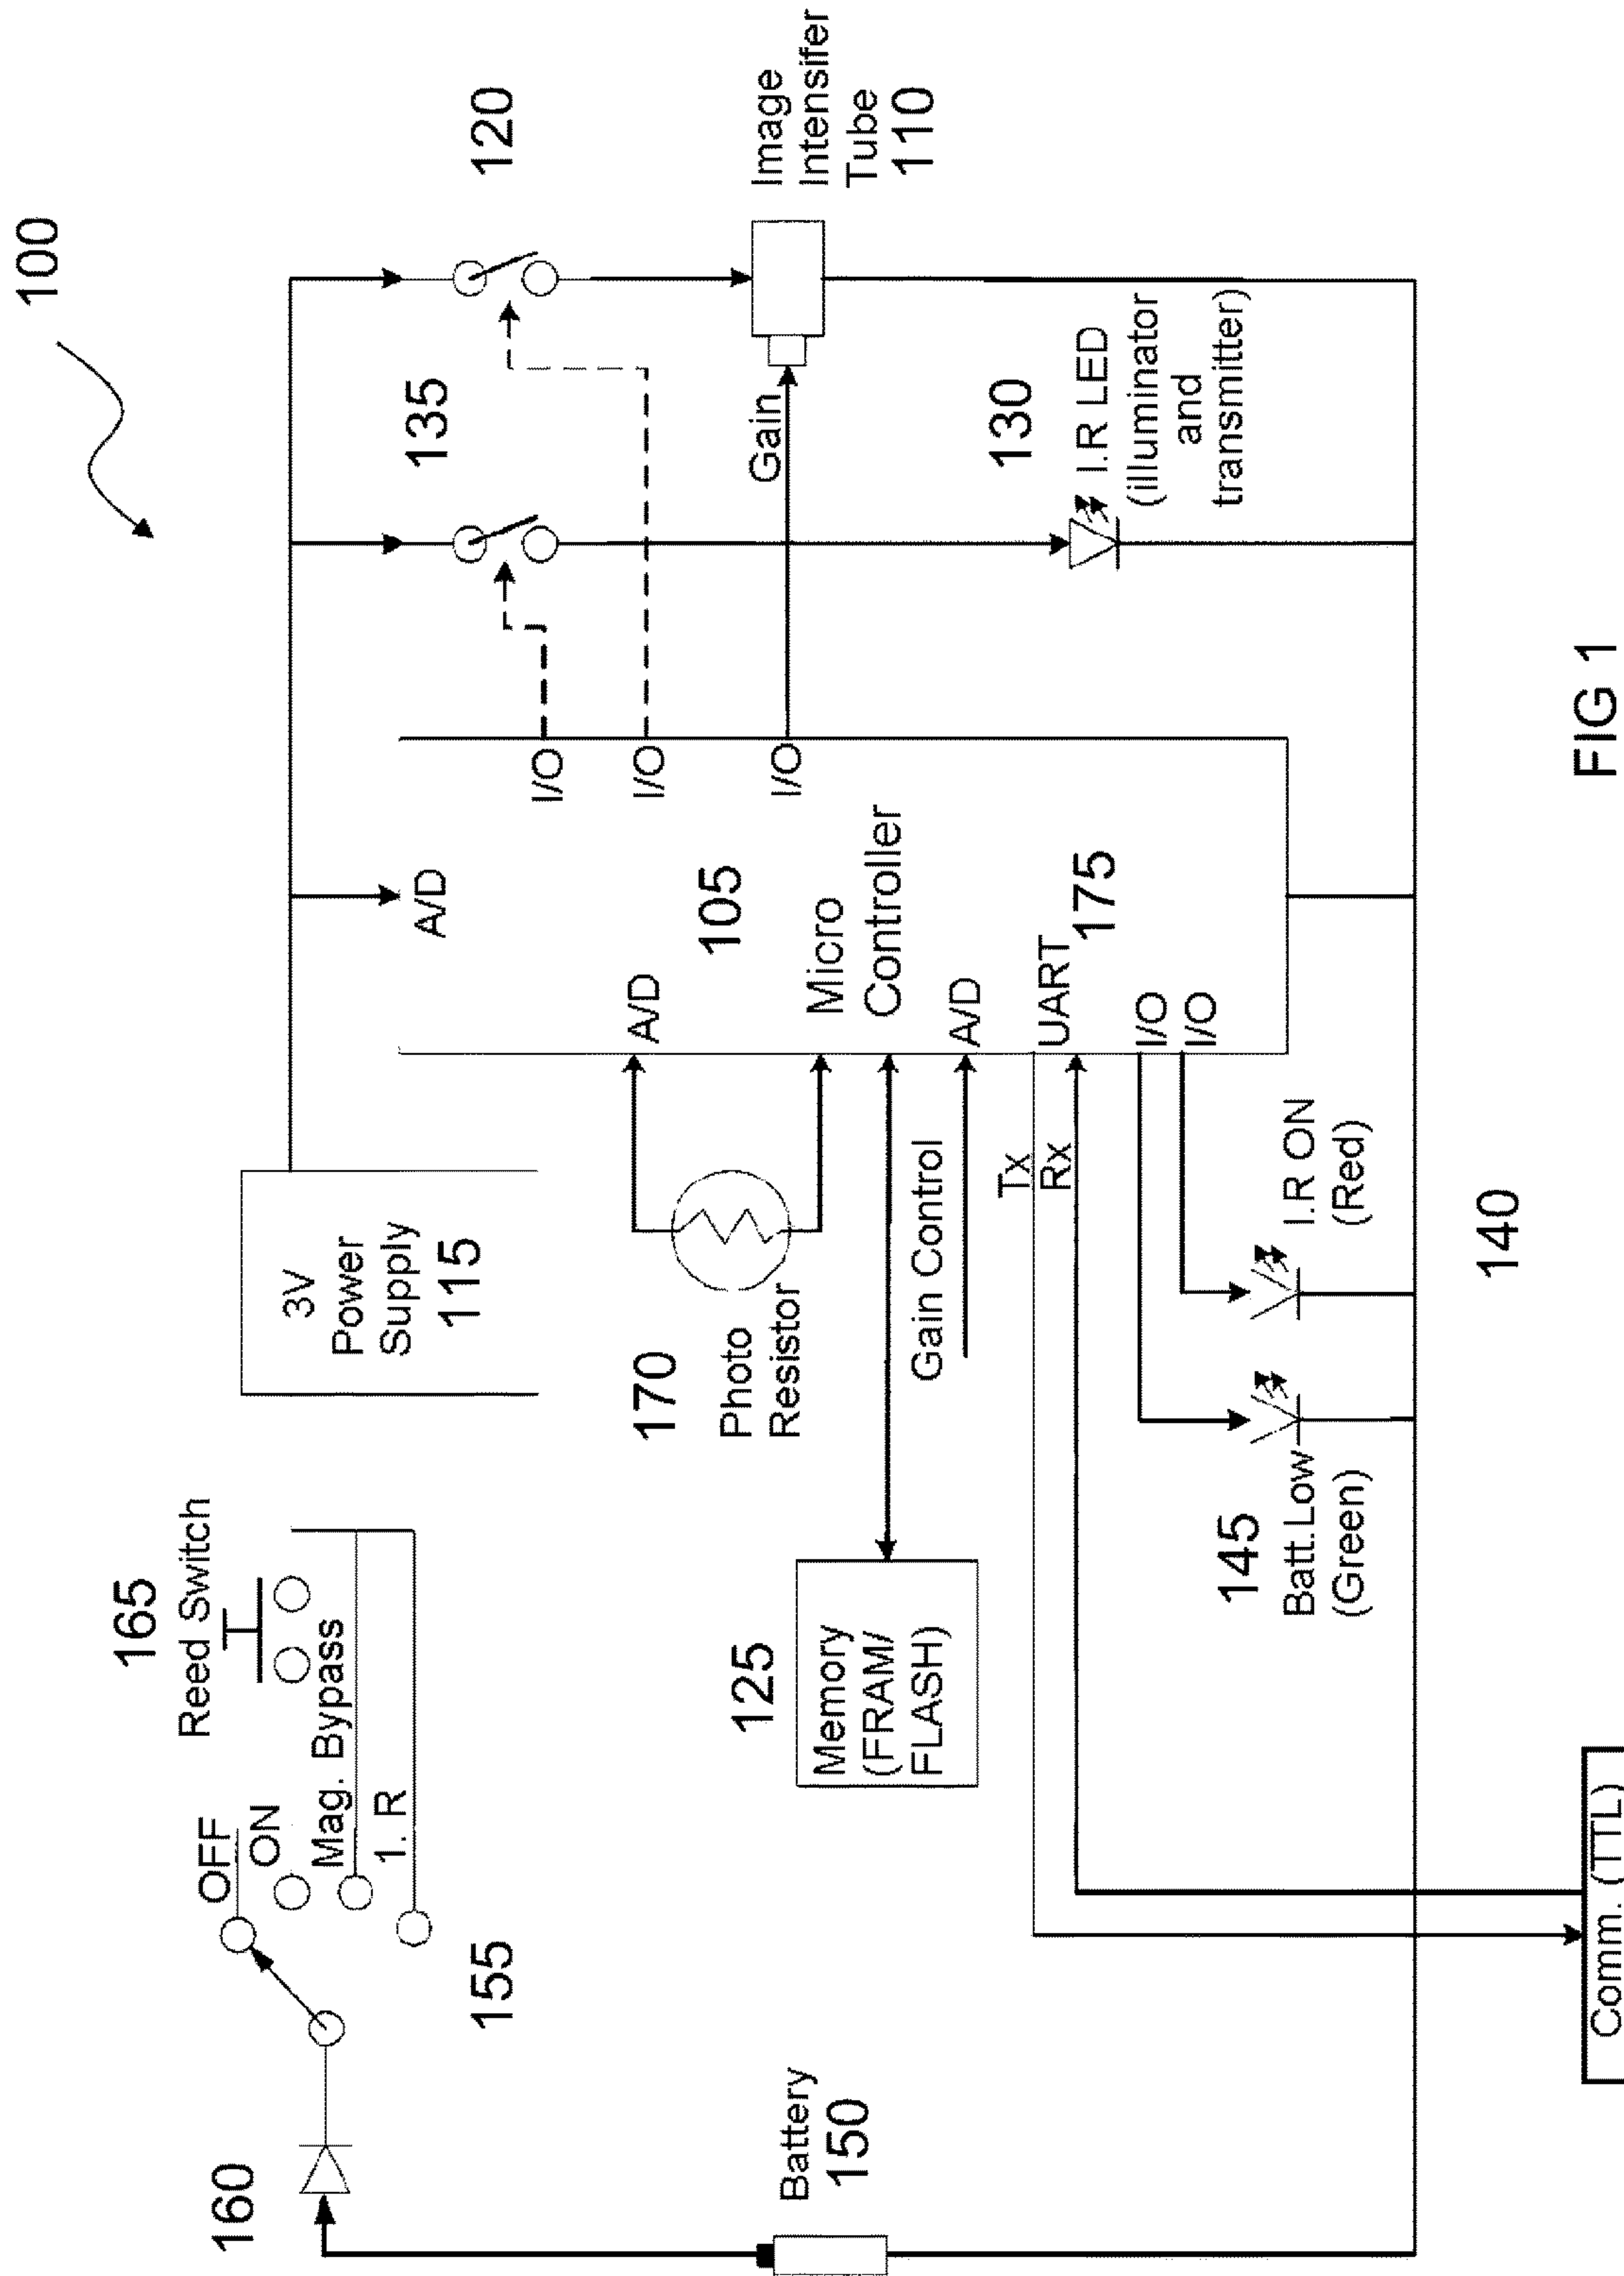 100
120
135
165
Reed Switch
OFF
ON
Mag. Bypass
1. R
155
160
3V
Power
Supply
115
A/D
I/O
I/O
I/O
A/D
105
Micro
Controller
A/D
UART
175
I/O
I/O
170
Photo
Resistor
Gain Control
Tx
Rx
Gain
Image
Intensifer
Tube
110
130
I.R LED
(illuminator
and
transmitter)
125
Memory
(FRAM/
FLASH)
Battery
150
145
Batt.Low
(Green)
I.R ON
(Red)
140
Comm. (TTL)
FIG 1